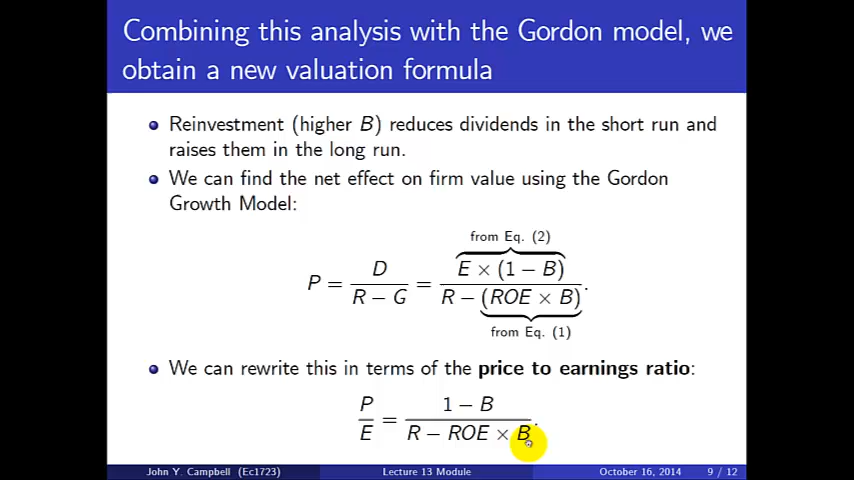 Combining this analysis with the Gordon model, we
obtain a new valuation formula
Reinvestment (higher B) reduces dividends in the short run and
raises them in the long run.
We can find the net effect on firm value using the Gordon
Growth Model:
from Eq. (2)
P = D / (R − G) = E × (1 − B) / (R − (ROE × B)).
from Eq. (1)
We can rewrite this in terms of the price to earnings ratio:
P / E = (1 − B) / (R − ROE × B).
John Y. Campbell (Ec1723) Lecture 13 Module October 16, 2014 9 / 12